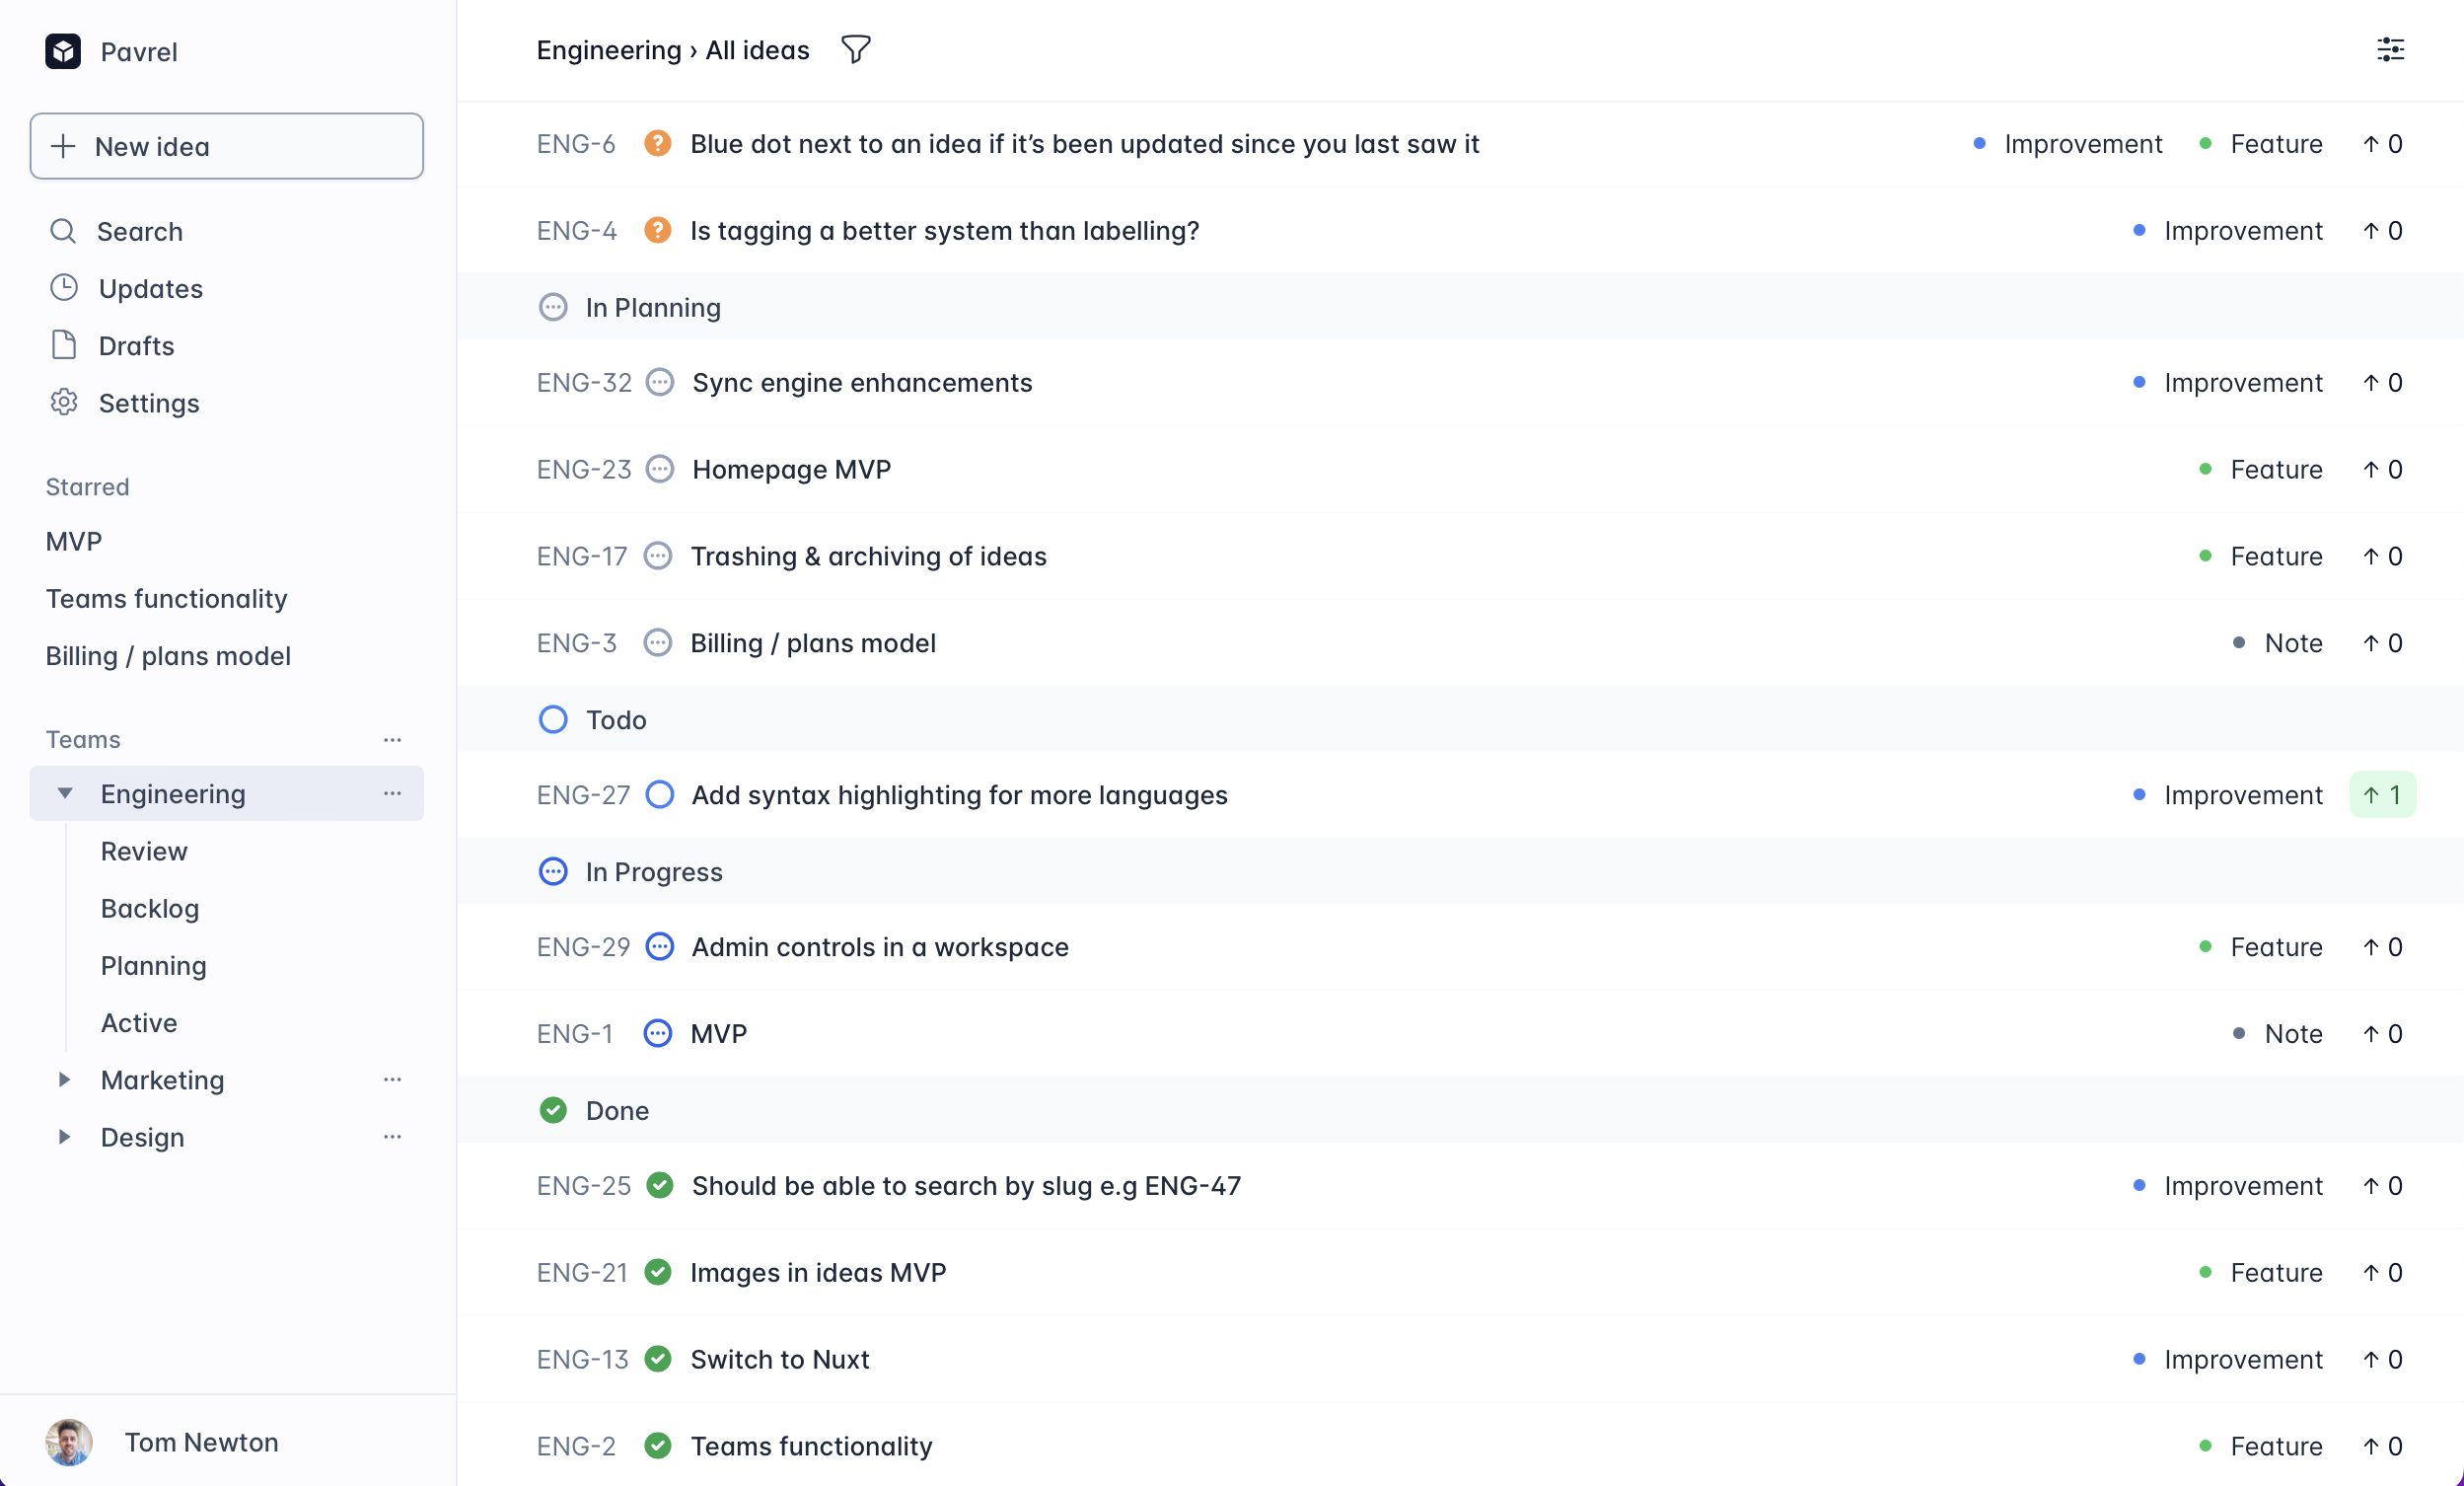 Pavrel
New idea
Search
Updates
Drafts
Settings
Starred
MVP
Teams functionality
Billing / plans model
Teams
Engineering
Review
Backlog
Planning
Active
Marketing
Design
Tom Newton
Engineering › All ideas
ENG-6 ? Blue dot next to an idea if it’s been updated since you last saw it Improvement Feature ↑ 0
ENG-4 ? Is tagging a better system than labelling? Improvement ↑ 0
In Planning
ENG-32 Sync engine enhancements Improvement ↑ 0
ENG-23 Homepage MVP Feature ↑ 0
ENG-17 Trashing & archiving of ideas Feature ↑ 0
ENG-3 Billing / plans model Note ↑ 0
Todo
ENG-27 Add syntax highlighting for more languages Improvement ↑ 1
In Progress
ENG-29 Admin controls in a workspace Feature ↑ 0
ENG-1 MVP Note ↑ 0
Done
ENG-25 Should be able to search by slug e.g ENG-47 Improvement ↑ 0
ENG-21 Images in ideas MVP Feature ↑ 0
ENG-13 Switch to Nuxt Improvement ↑ 0
ENG-2 Teams functionality Feature ↑ 0